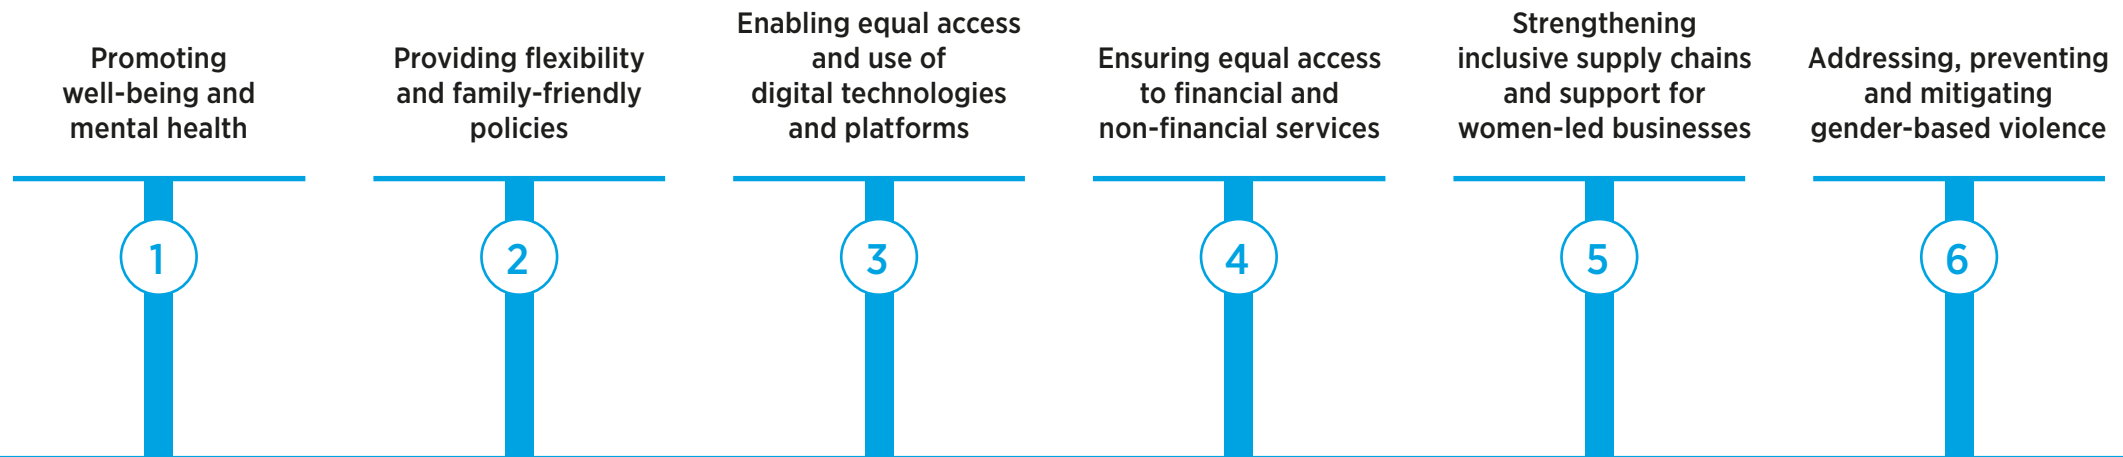 Promoting
well-being and
mental health
1
Providing flexibility
and family-friendly
policies
2
Enabling equal access
and use of
digital technologies
and platforms
3
Ensuring equal access
to financial and
non-financial services
4
Strengthening
inclusive supply chains
and support for
women-led businesses
5
Addressing, preventing
and mitigating
gender-based violence
6